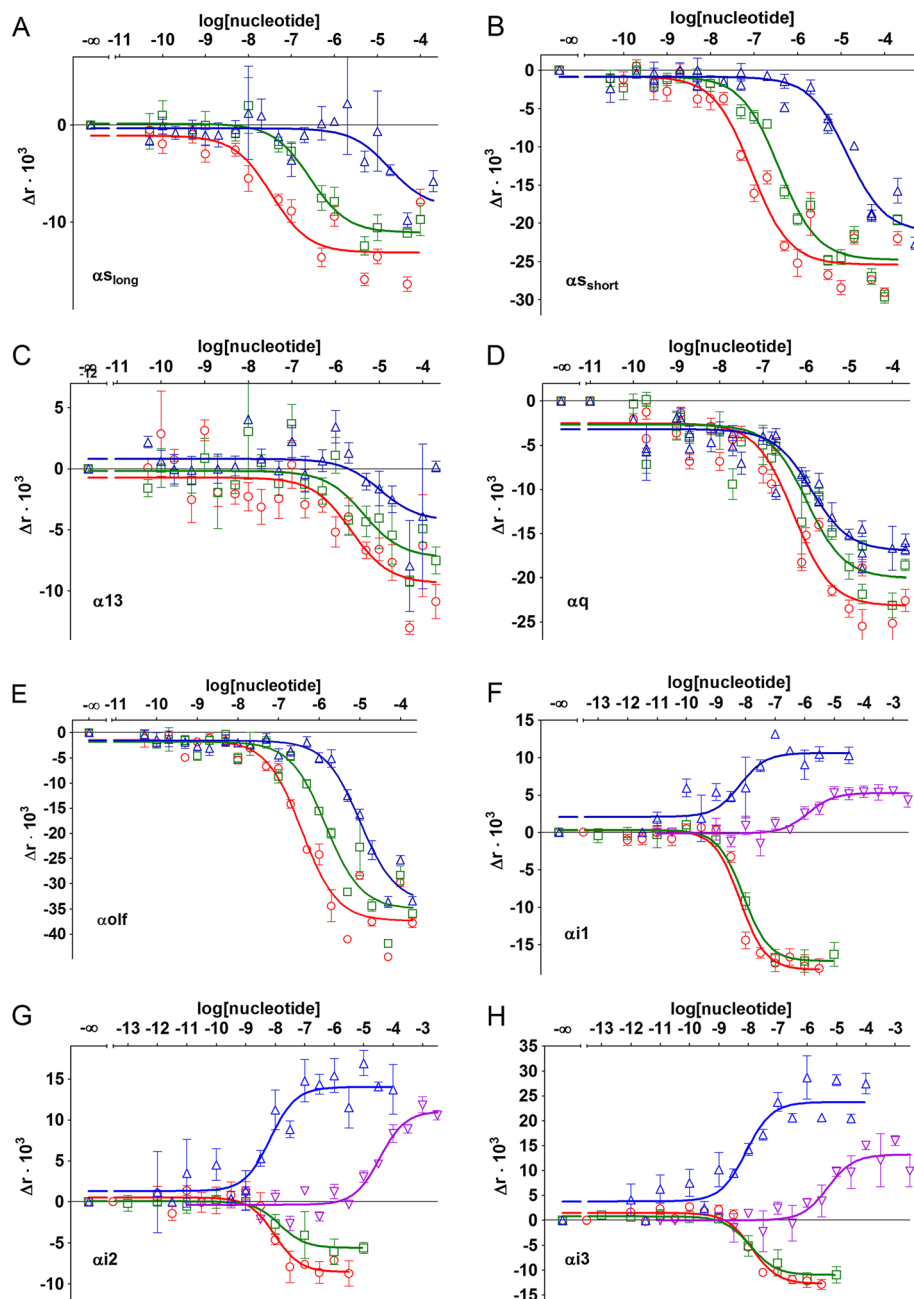 A
log[nucleotide]
-∞ -11 -10 -9 -8 -7 -6 -5 -4
Δr · 10³
0
-10
αs_long
B
log[nucleotide]
-∞ -10 -9 -8 -7 -6 -5 -4
Δr · 10³
0
-5
-10
-15
-20
-25
-30
αs_short
C
log[nucleotide]
-∞ -11 -10 -9 -8 -7 -6 -5 -4
-12
Δr · 10³
5
0
-5
-10
α13
D
log[nucleotide]
-∞ -11 -10 -9 -8 -7 -6 -5 -4
Δr · 10³
0
-5
-10
-15
-20
-25
αq
E
log[nucleotide]
-∞ -11 -10 -9 -8 -7 -6 -5 -4
Δr · 10³
0
-5
-10
-15
-20
-25
-30
-35
-40
αolf
F
log[nucleotide]
-∞ -13 -12 -11 -10 -9 -8 -7 -6 -5 -4 -3
Δr · 10³
15
10
5
0
-5
-10
-15
αi1
G
log[nucleotide]
-∞ -13 -12 -11 -10 -9 -8 -7 -6 -5 -4 -3
Δr · 10³
15
10
5
0
-5
-10
αi2
H
log[nucleotide]
-∞ -13 -12 -11 -10 -9 -8 -7 -6 -5 -4 -3
Δr · 10³
35
30
25
20
15
10
5
0
-5
-10
-15
αi3